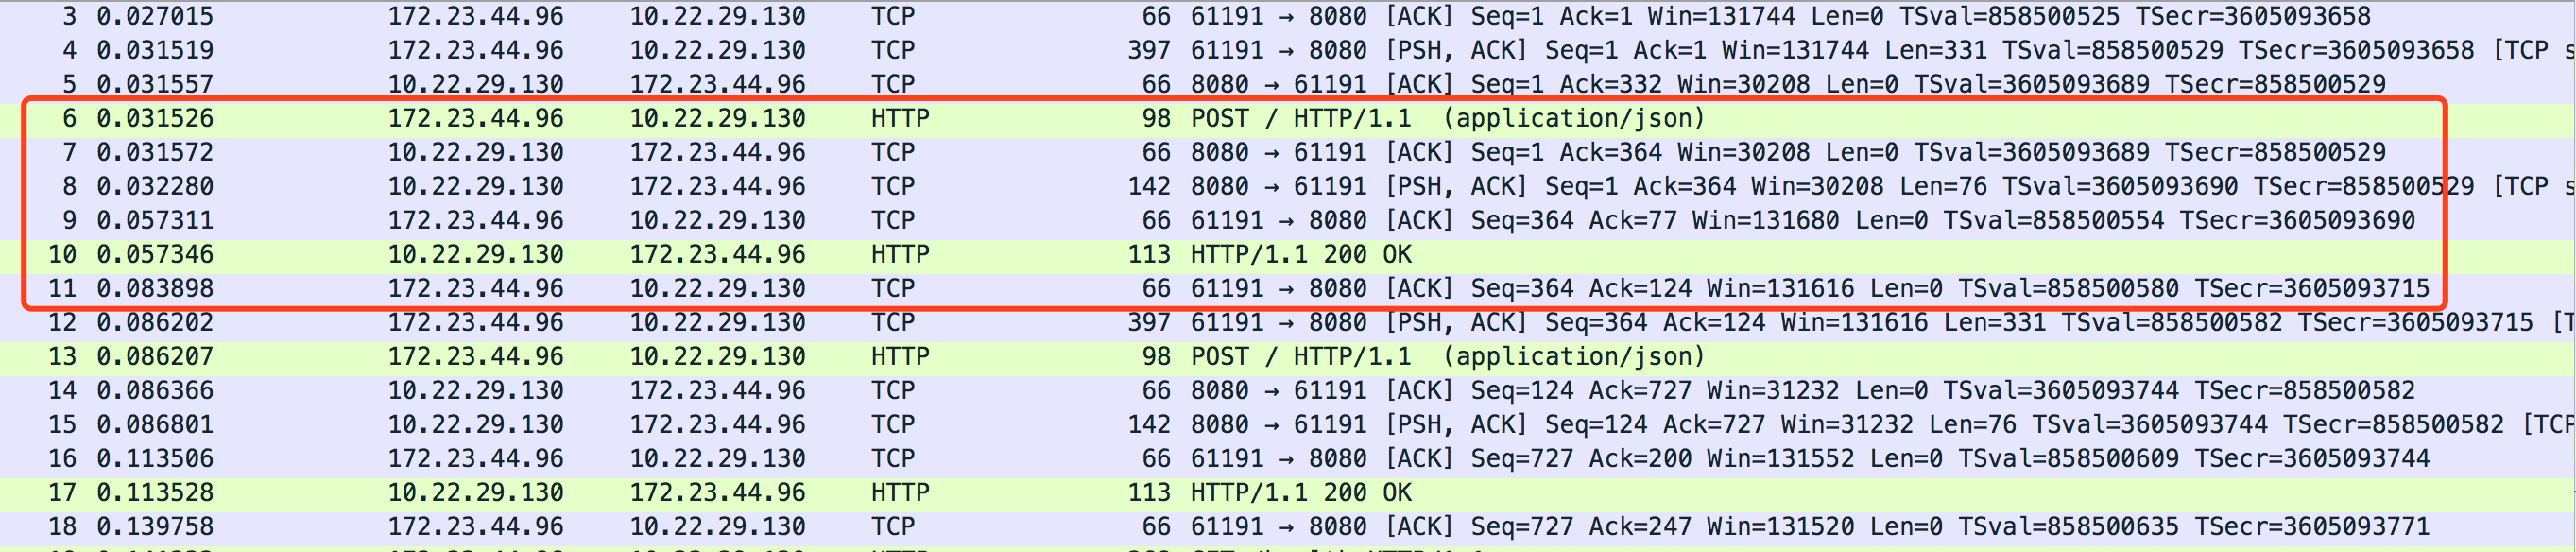 3 0.027015 172.23.44.96 10.22.29.130 TCP 66 61191 → 8080 [ACK] Seq=1 Ack=1 Win=131744 Len=0 TSval=858500525 TSecr=3605093658
4 0.031519 172.23.44.96 10.22.29.130 TCP 397 61191 → 8080 [PSH, ACK] Seq=1 Ack=1 Win=131744 Len=331 TSval=858500529 TSecr=3605093658 [TCP s
5 0.031557 10.22.29.130 172.23.44.96 TCP 66 8080 → 61191 [ACK] Seq=1 Ack=332 Win=30208 Len=0 TSval=3605093689 TSecr=858500529
6 0.031526 172.23.44.96 10.22.29.130 HTTP 98 POST / HTTP/1.1 (application/json)
7 0.031572 10.22.29.130 172.23.44.96 TCP 66 8080 → 61191 [ACK] Seq=1 Ack=364 Win=30208 Len=0 TSval=3605093689 TSecr=858500529
8 0.032280 10.22.29.130 172.23.44.96 TCP 142 8080 → 61191 [PSH, ACK] Seq=1 Ack=364 Win=30208 Len=76 TSval=3605093690 TSecr=858500529 [TCP s
9 0.057311 172.23.44.96 10.22.29.130 TCP 66 61191 → 8080 [ACK] Seq=364 Ack=77 Win=131680 Len=0 TSval=858500554 TSecr=3605093690
10 0.057346 10.22.29.130 172.23.44.96 HTTP 113 HTTP/1.1 200 OK
11 0.083898 172.23.44.96 10.22.29.130 TCP 66 61191 → 8080 [ACK] Seq=364 Ack=124 Win=131616 Len=0 TSval=858500580 TSecr=3605093715
12 0.086202 172.23.44.96 10.22.29.130 TCP 397 61191 → 8080 [PSH, ACK] Seq=364 Ack=124 Win=131616 Len=331 TSval=858500582 TSecr=3605093715 [T
13 0.086207 172.23.44.96 10.22.29.130 HTTP 98 POST / HTTP/1.1 (application/json)
14 0.086366 10.22.29.130 172.23.44.96 TCP 66 8080 → 61191 [ACK] Seq=124 Ack=727 Win=31232 Len=0 TSval=3605093744 TSecr=858500582
15 0.086801 10.22.29.130 172.23.44.96 TCP 142 8080 → 61191 [PSH, ACK] Seq=124 Ack=727 Win=31232 Len=76 TSval=3605093744 TSecr=858500582 [TCP
16 0.113506 172.23.44.96 10.22.29.130 TCP 66 61191 → 8080 [ACK] Seq=727 Ack=200 Win=131552 Len=0 TSval=858500609 TSecr=3605093744
17 0.113528 10.22.29.130 172.23.44.96 HTTP 113 HTTP/1.1 200 OK
18 0.139758 172.23.44.96 10.22.29.130 TCP 66 61191 → 8080 [ACK] Seq=727 Ack=247 Win=131520 Len=0 TSval=858500635 TSecr=3605093771